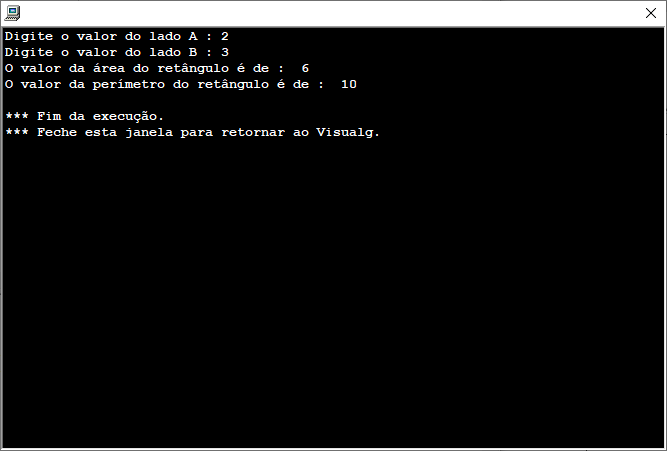 Digite o valor do lado A : 2
Digite o valor do lado B : 3
O valor da área do retângulo é de :  6
O valor da perímetro do retângulo é de :  10
*** Fim da execução.
*** Feche esta janela para retornar ao Visualg.